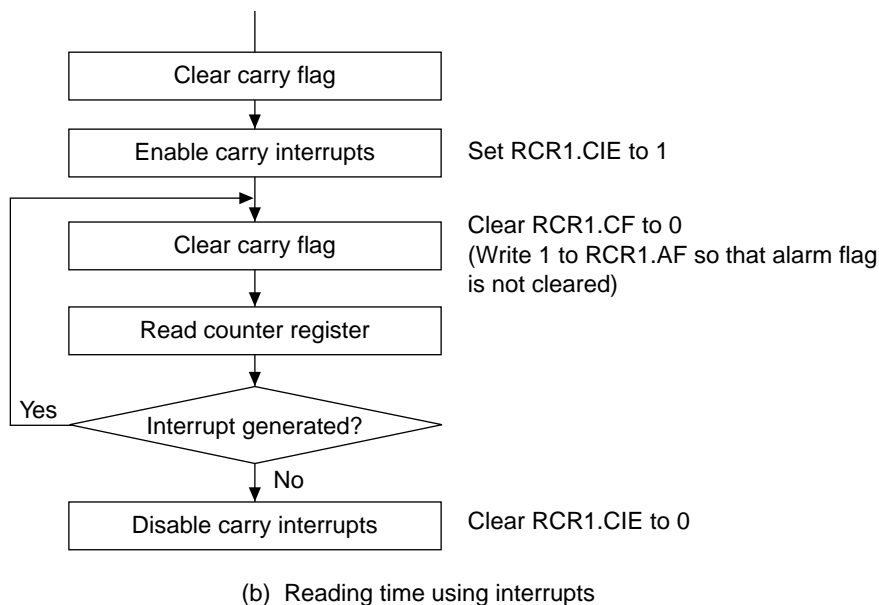 Clear carry flag
Enable carry interrupts
Set RCR1.CIE to 1
Clear carry flag
Clear RCR1.CF to 0
(Write 1 to RCR1.AF so that alarm flag
is not cleared)
Read counter register
Yes
Interrupt generated?
No
Disable carry interrupts
Clear RCR1.CIE to 0
(b) Reading time using interrupts